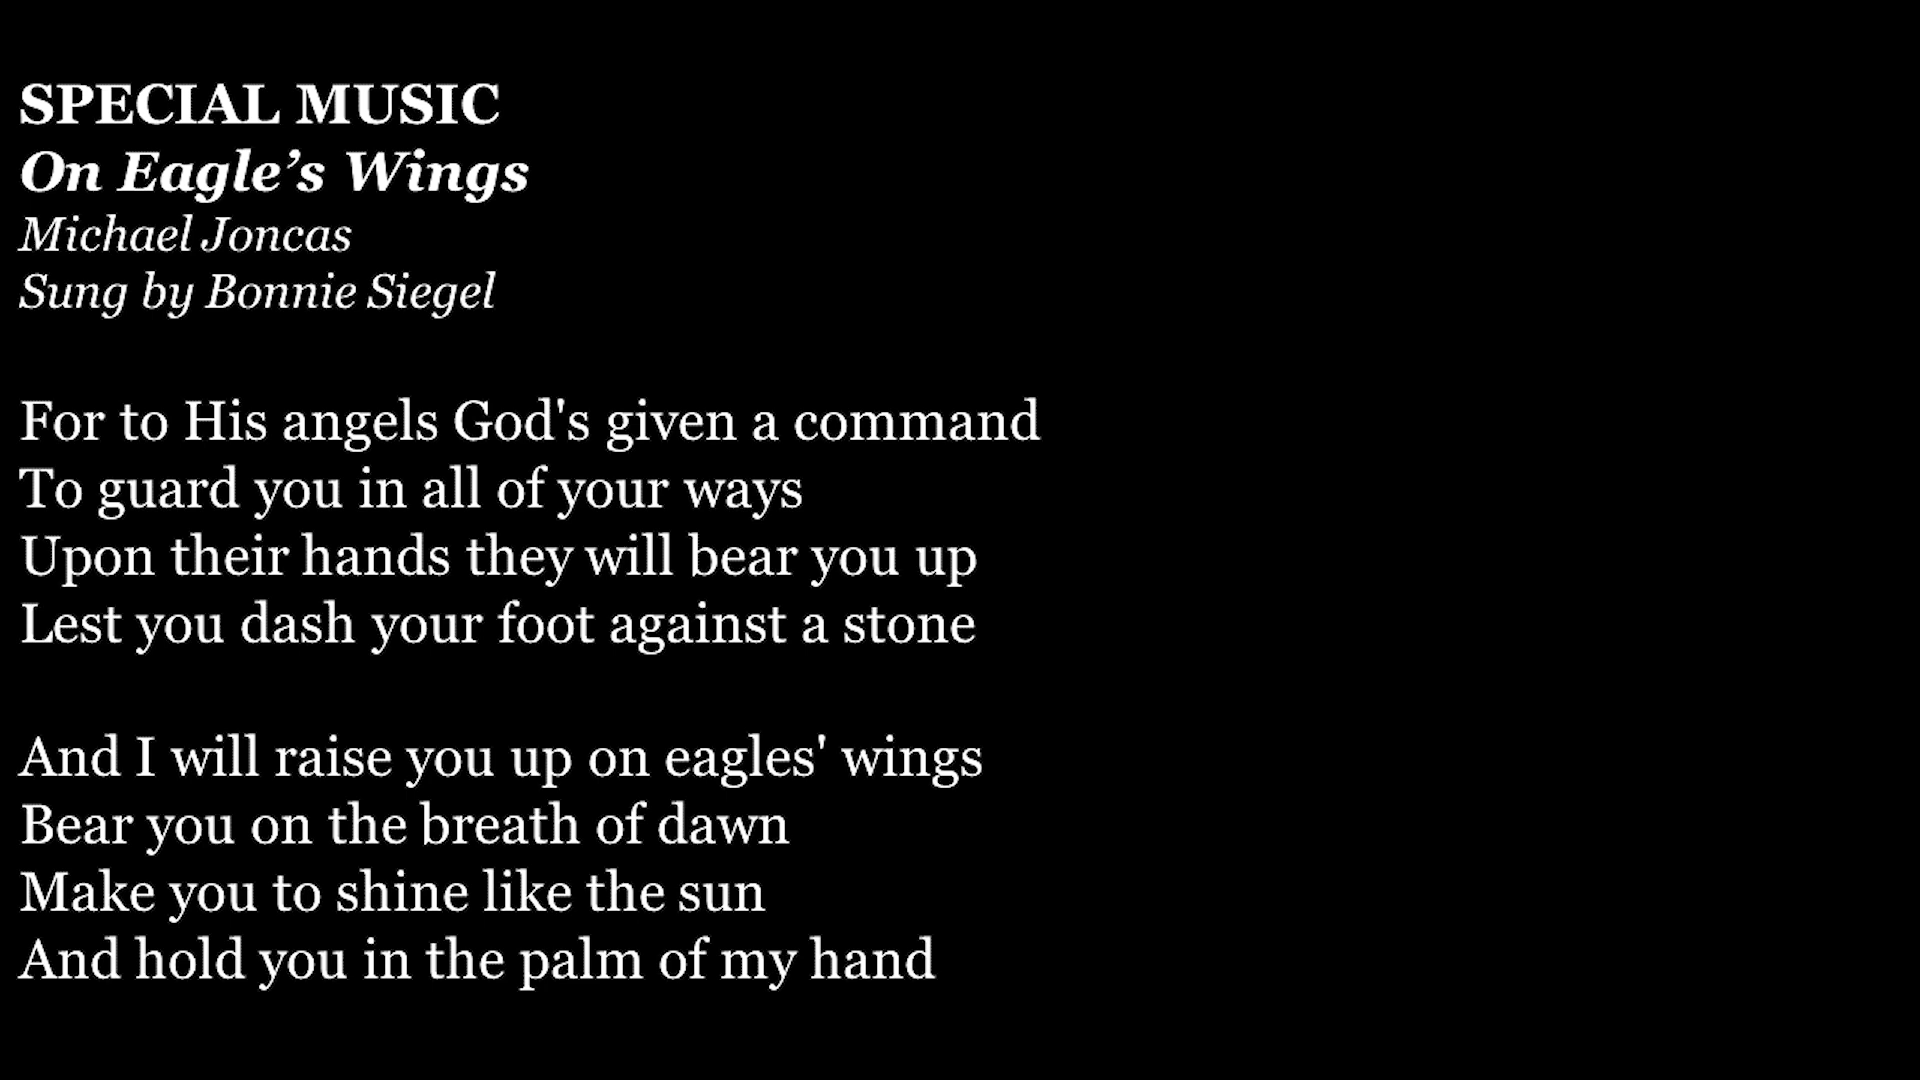 SPECIAL MUSIC
On Eagle’s Wings
Michael Joncas
Sung by Bonnie Siegel
For to His angels God's given a command
To guard you in all of your ways
Upon their hands they will bear you up
Lest you dash your foot against a stone
And I will raise you up on eagles' wings
Bear you on the breath of dawn
Make you to shine like the sun
And hold you in the palm of my hand